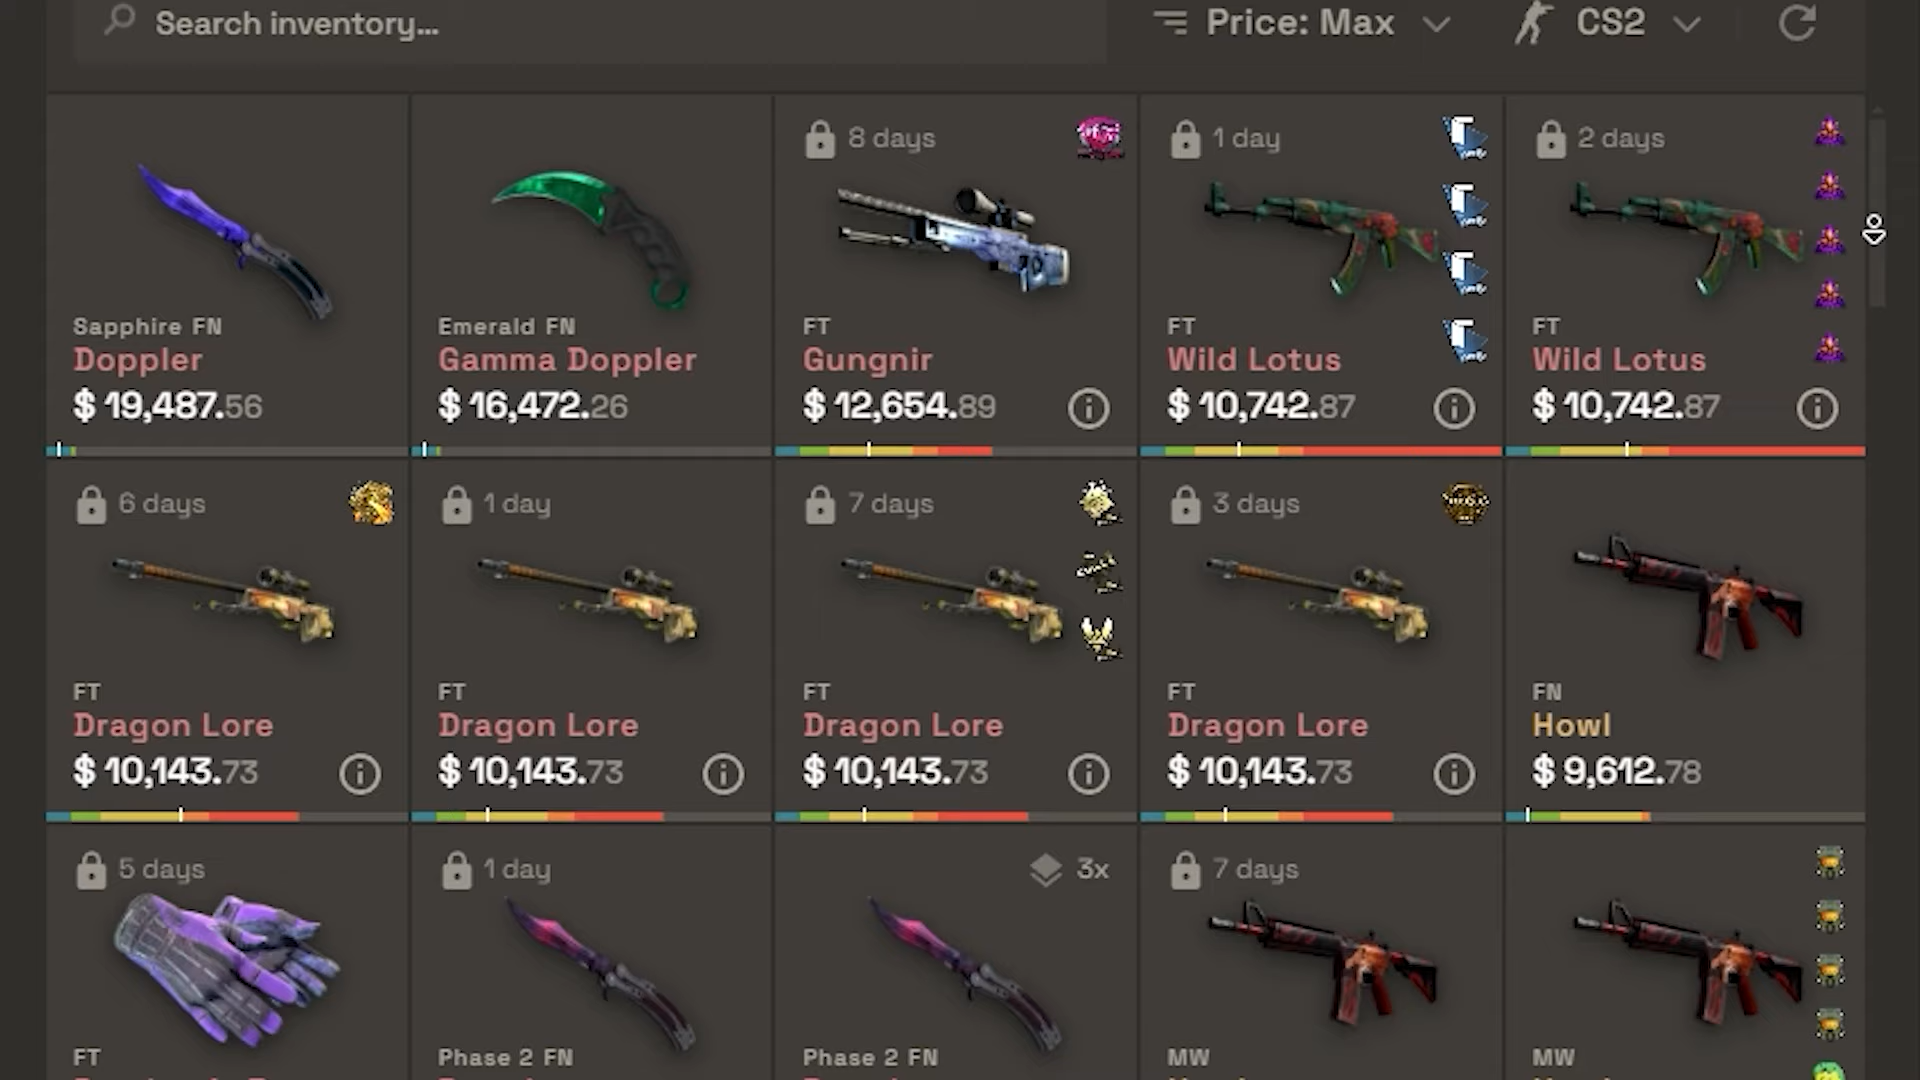 Search inventory...
Price: Max
CS2
Sapphire FN
Doppler
$ 19,487.56
Emerald FN
Gamma Doppler
$ 16,472.26
8 days
FT
Gungnir
$ 12,654.89
1 day
FT
Wild Lotus
$ 10,742.87
2 days
FT
Wild Lotus
$ 10,742.87
6 days
FT
Dragon Lore
$ 10,143.73
1 day
FT
Dragon Lore
$ 10,143.73
7 days
FT
Dragon Lore
$ 10,143.73
3 days
FT
Dragon Lore
$ 10,143.73
FN
Howl
$ 9,612.78
5 days
FT
1 day
Phase 2 FN
3x
Phase 2 FN
7 days
MW
MW